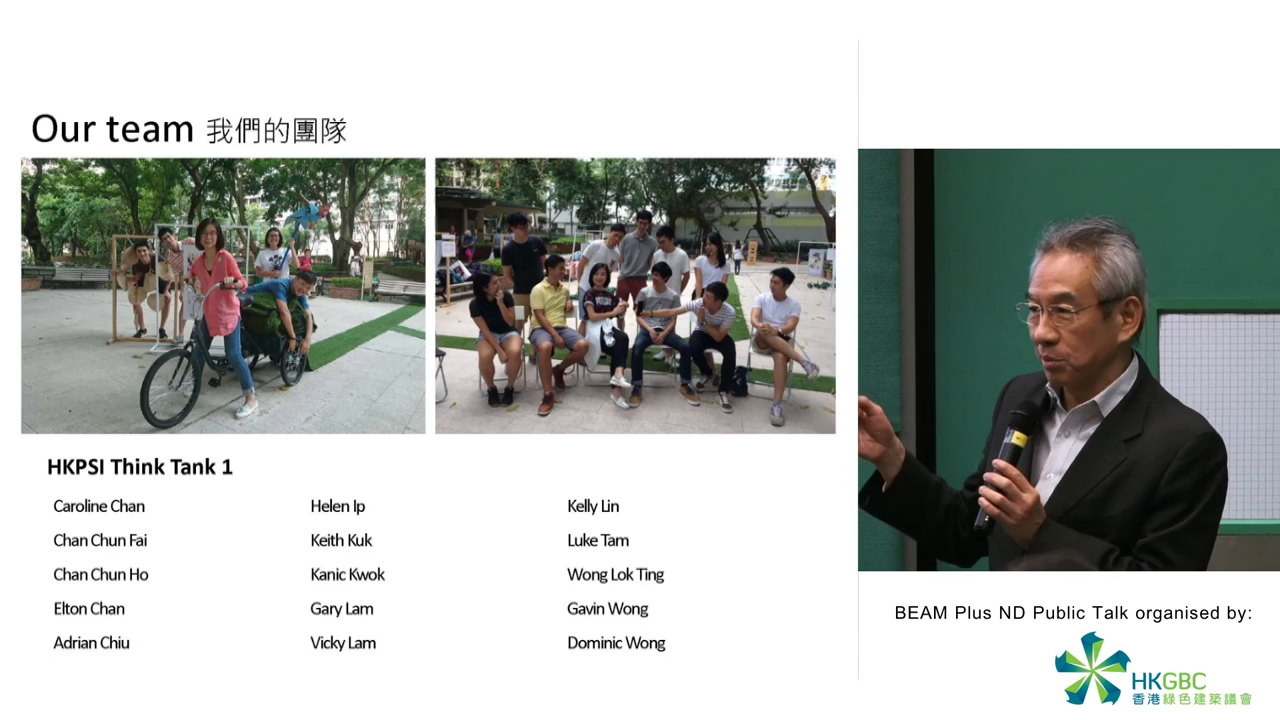 Our team 我們的團隊
HKPSI Think Tank 1
Caroline Chan
Helen Ip
Kelly Lin
Chan Chun Fai
Keith Kuk
Luke Tam
Chan Chun Ho
Kanic Kwok
Wong Lok Ting
Elton Chan
Gary Lam
Gavin Wong
Adrian Chiu
Vicky Lam
Dominic Wong
BEAM Plus ND Public Talk organised by:
HKGBC
香港綠色建築議會